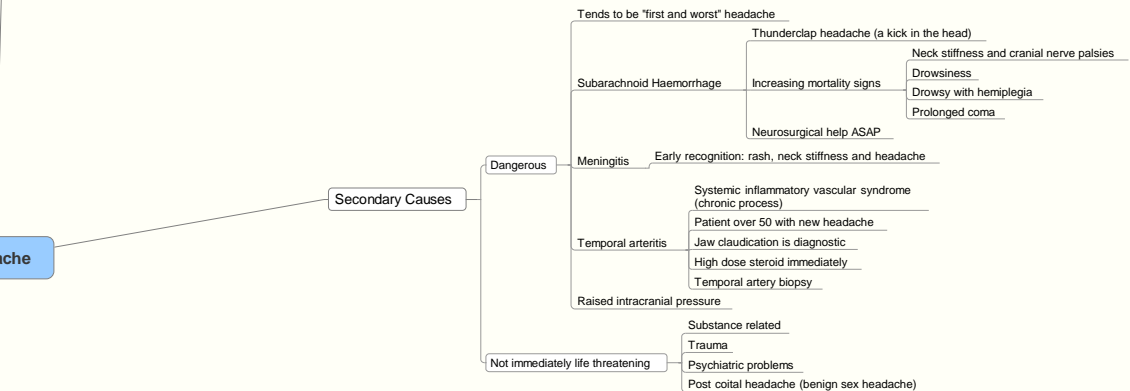 Tends to be "first and worst" headache
Thunderclap headache (a kick in the head)
Neck stiffness and cranial nerve palsies
Drowsiness
Subarachnoid Haemorrhage
Increasing mortality signs
Drowsy with hemiplegia
Prolonged coma
Neurosurgical help ASAP
Dangerous
Meningitis
Early recognition: rash, neck stiffness and headache
Systemic inflammatory vascular syndrome
(chronic process)
Secondary Causes
Patient over 50 with new headache
Temporal arteritis
Jaw claudication is diagnostic
ache
High dose steroid immediately
Temporal artery biopsy
Raised intracranial pressure
Substance related
Trauma
Not immediately life threatening
Psychiatric problems
Post coital headache (benign sex headache)